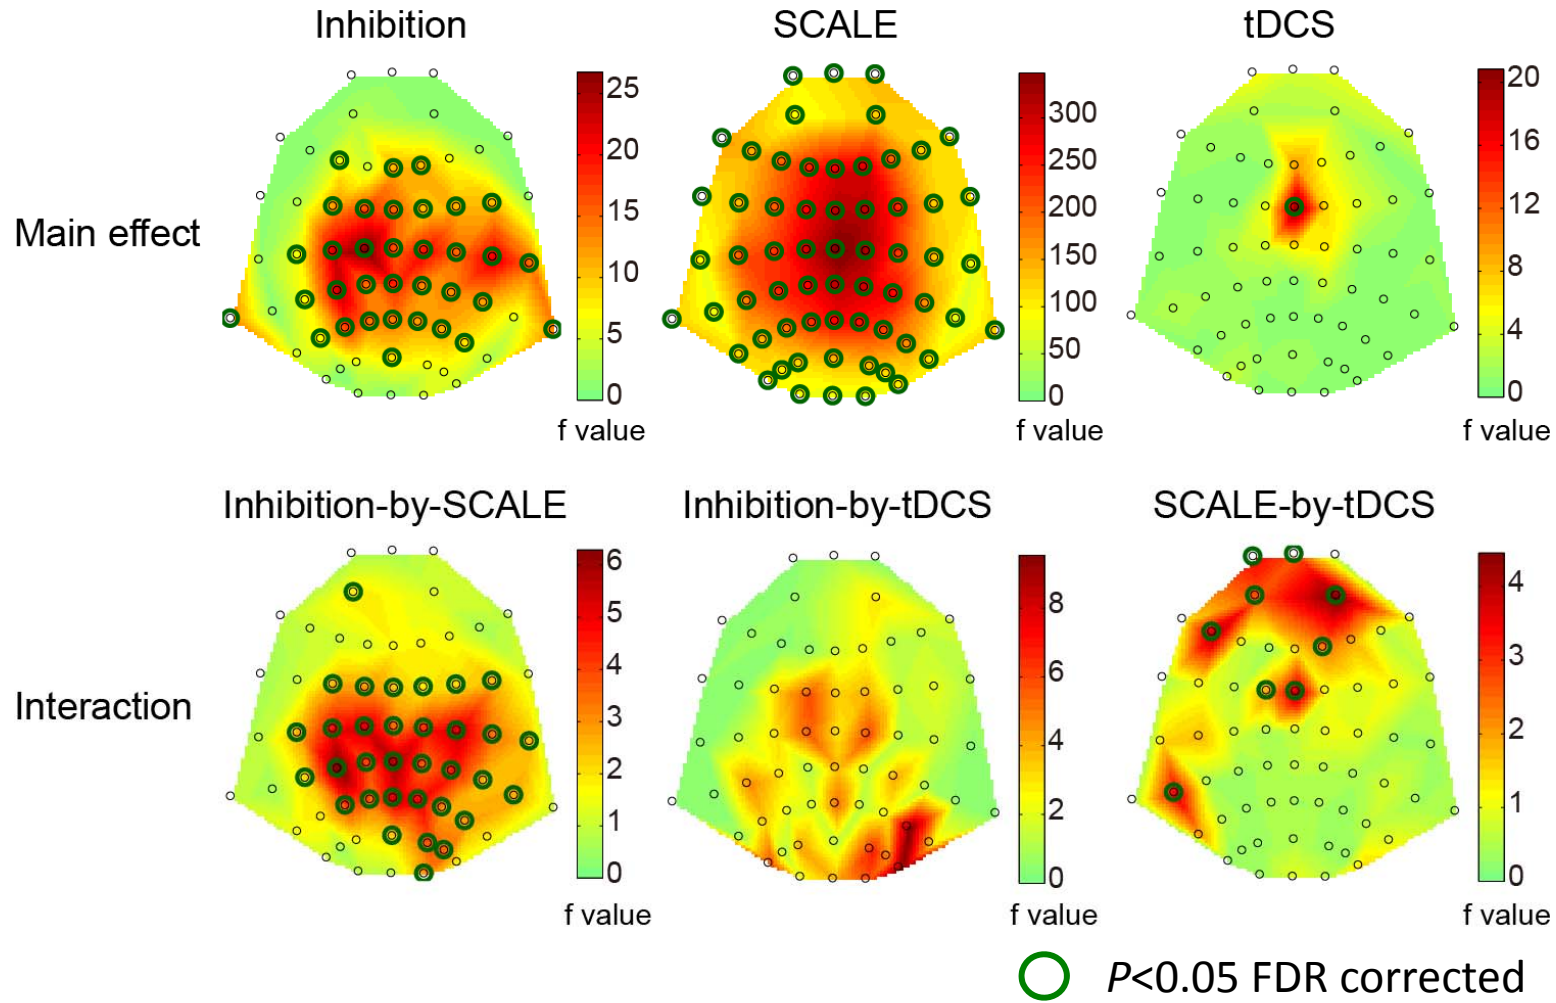 Inhibition
SCALE
tDCS
Main effect
25
20
15
10
5
0
f value
300
250
200
150
100
50
0
f value
20
16
12
8
4
0
f value
Inhibition-by-SCALE
Inhibition-by-tDCS
SCALE-by-tDCS
Interaction
6
5
4
3
2
1
0
f value
8
6
4
2
0
f value
4
3
2
1
0
f value
P<0.05 FDR corrected